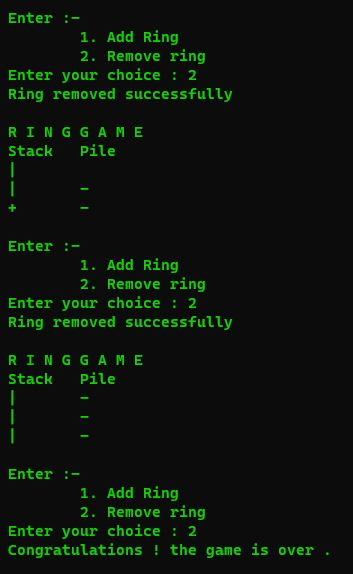 Enter :-
        1. Add Ring
        2. Remove ring
Enter your choice : 2
Ring removed successfully

R I N G G A M E
Stack   Pile
|
|       -
+       -

Enter :-
        1. Add Ring
        2. Remove ring
Enter your choice : 2
Ring removed successfully

R I N G G A M E
Stack   Pile
|       -
|       -
|       -

Enter :-
        1. Add Ring
        2. Remove ring
Enter your choice : 2
Congratulations ! the game is over .